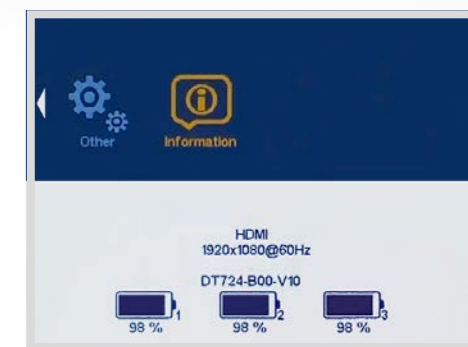 Other
Information
HDMI
1920x1080@60Hz
DT724-B00-V10
1
2
3
98 %
98 %
98 %